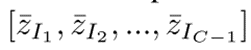 [z̄_{I_1}, z̄_{I_2}, ..., z̄_{I_{C-1}}]